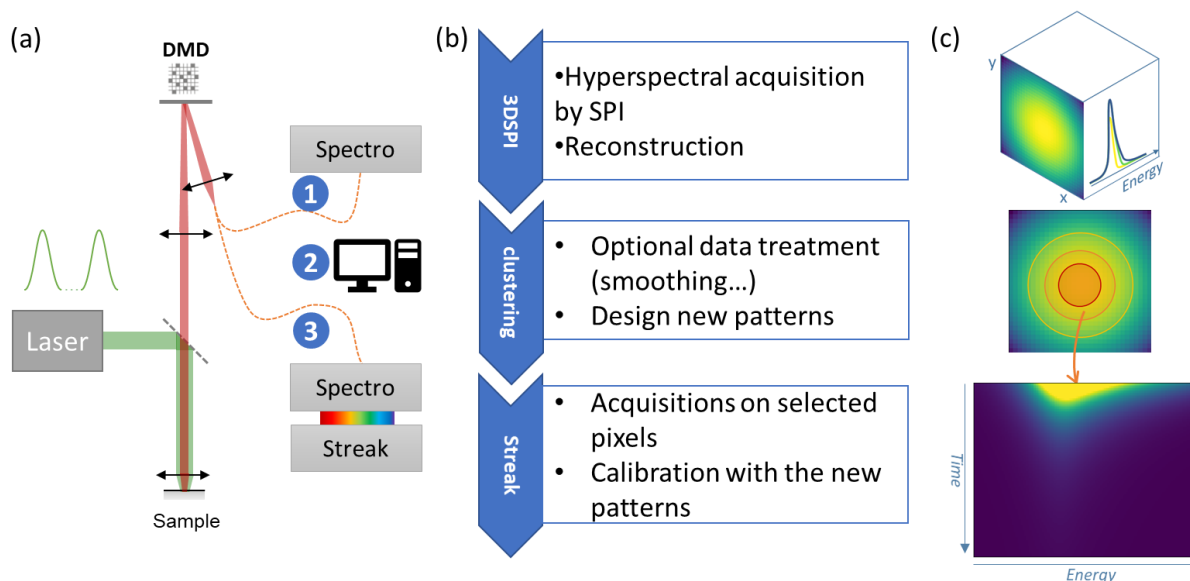 (a)
DMD
Spectro
1
2
3
Laser
Spectro
Streak
Sample
(b)
3DSPI
•Hyperspectral acquisition
by SPI
•Reconstruction
clustering
• Optional data treatment
(smoothing…)
• Design new patterns
Streak
• Acquisitions on selected
pixels
• Calibration with the new
patterns
(c)
y
x
Energy
Time
Energy